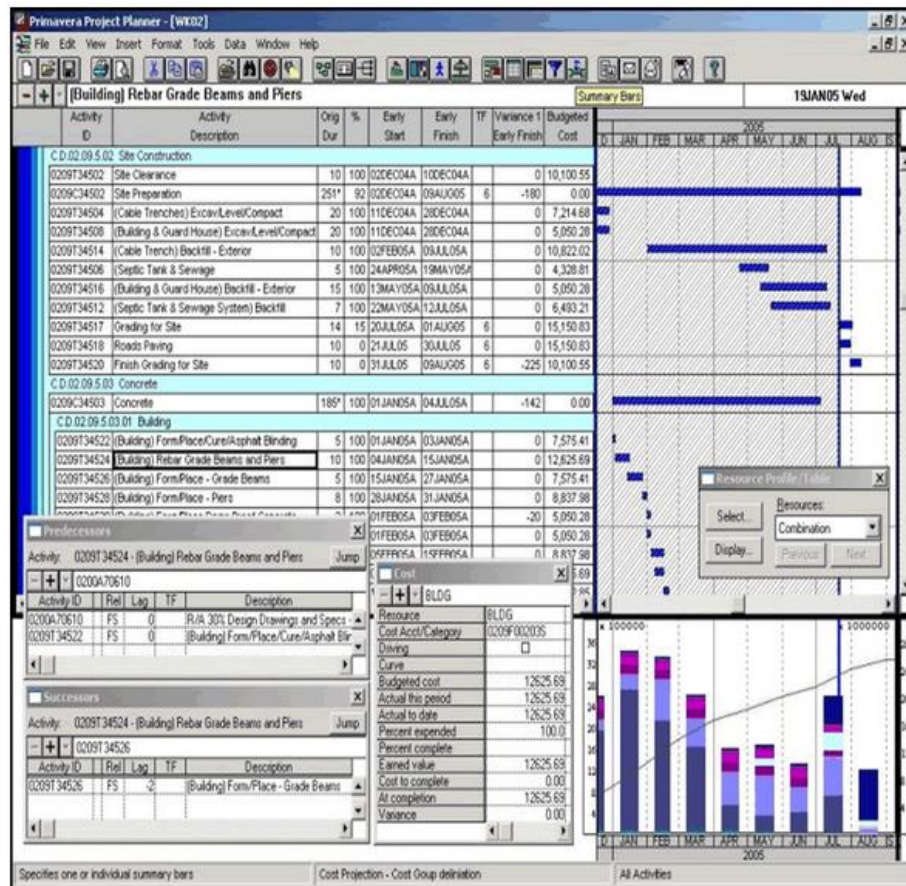 Primavera Project Planner - [WK02]
File Edit View Insert Format Tools Data Window Help
(Building) Rebar Grade Beams and Piers
Summary Bars
19JAN05 Wed
Activity ID Activity Description Orig Dur % Early Start Early Finish TF Variance 1 Early Finish Budgeted Cost
2005
D JAN FEB MAR APR MAY JUN JUL AUG S
C.D.02.09.5.02 Site Construction
0209T34502 Site Clearance 10 100 02DEC04A 10DEC04A 0 10,100.55
0209C34502 Site Preparation 251* 92 02DEC04A 09AUG05 6 -180 0.00
0209T34504 (Cable Trenches) Excav/Level/Compact 20 100 11DEC04A 28DEC04A 0 7,214.68
0209T34508 (Building & Guard House) Excav/Level/Compact 20 100 11DEC04A 28DEC04A 0 5,050.28
0209T34514 (Cable Trench) Backfill - Exterior 10 100 02FEB05A 09JUL05A 0 10,822.02
0209T34506 (Septic Tank & Sewage) 5 100 24APR05A 19MAY05A 0 4,328.81
0209T34516 (Building & Guard House) Backfill - Exterior 15 100 13MAY05A 09JUL05A 0 5,050.28
0209T34512 (Septic Tank & Sewage System) Backfill 7 100 22MAY05A 12JUL05A 0 6,493.21
0209T34517 Grading for Site 14 15 20JUL05A 01AUG05 6 0 15,150.83
0209T34518 Roads Paving 10 0 21JUL05 30JUL05 6 0 15,150.83
0209T34520 Finish Grading for Site 10 0 31JUL05 09AUG05 6 -225 10,100.55
C.D.02.09.5.03 Concrete
0209C34503 Concrete 185* 100 01JAN05A 04JUL05A -142 0.00
C.D.02.09.5.03.01 Building
0209T34522 (Building) Form/Place/Cure/Asphalt Blinding 5 100 01JAN05A 03JAN05A 0 7,575.41
0209T34524 (Building) Rebar Grade Beams and Piers 10 100 04JAN05A 15JAN05A 0 12,625.69
0209T34526 (Building) Form/Place - Grade Beams 5 100 15JAN05A 27JAN05A 0 7,575.41
0209T34528 (Building) Form/Place - Piers 8 100 28JAN05A 31JAN05A 0 8,837.98
01FEB05A 03FEB05A -20 5,050.28
01FEB05A 03FEB05A 0 5,050.28
05FEB05A 15FEB05A 0 8,837.98
Resource Profile/Table
Select...
Resources:
Combination
Display...
Previous Next
Predecessors
Activity: 0209T34524 - (Building) Rebar Grade Beams and Piers Jump
0200A70610
Activity ID Rel Lag TF Description
0200A70610 FS 0 R/A 30% Design Drawings and Specs -
0209T34522 FS 0 (Building) Form/Place/Cure/Asphalt Blin
Successors
Activity: 0209T34524 - (Building) Rebar Grade Beams and Piers Jump
0209T34526
Activity ID Rel Lag TF Description
0209T34526 FS -2 (Building) Form/Place - Grade Beams
Cost
BLDG
Resource BLDG
Cost Acct/Category 0209F00203S
Driving
Curve
Budgeted cost 12625.69
Actual this period 12625.69
Actual to date 12625.69
Percent expended 100.0
Percent complete
Earned value 12625.69
Cost to complete 0.00
At completion 12625.69
Variance 0.00
x 100000 x 1000000
36
32
28
24
20
16
12
8
4
D JAN FEB MAR APR MAY JUN JUL AUG S
2005
Specifies one or individual summary bars Cost Projection - Cost Goup deliniation All Activities